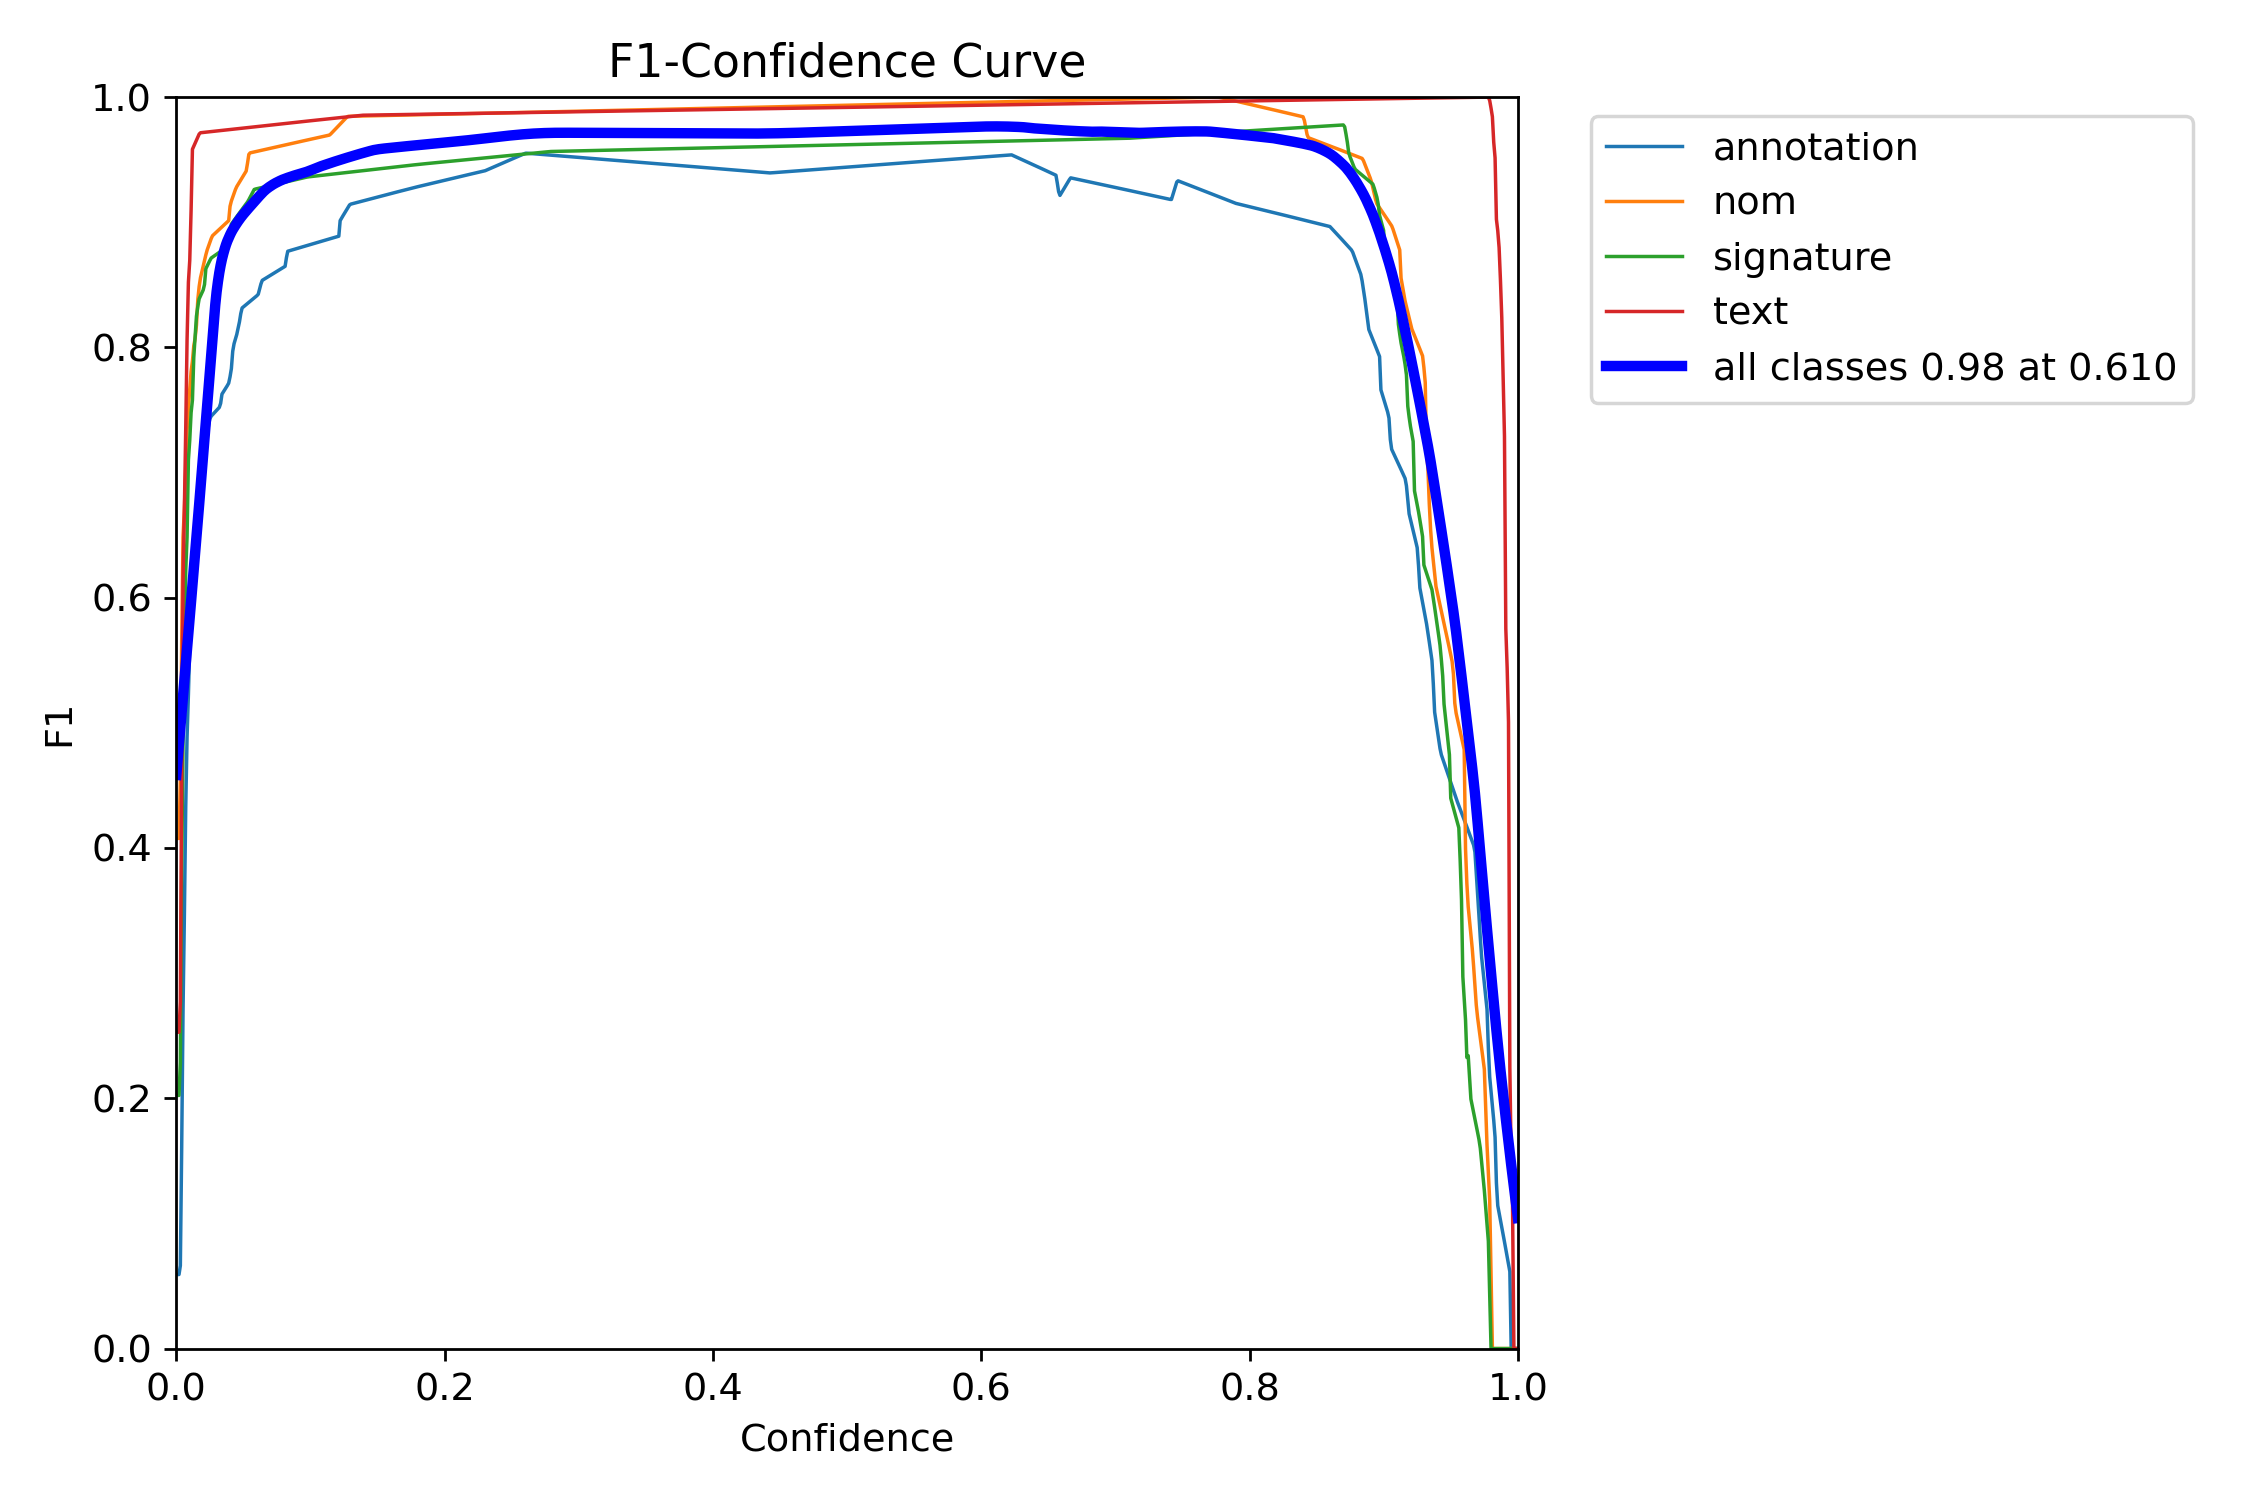 F1-Confidence Curve
1.0
0.8
0.6
0.4
0.2
0.0
F1
0.0 0.2 0.4 0.6 0.8 1.0
Confidence
annotation
nom
signature
text
all classes 0.98 at 0.610